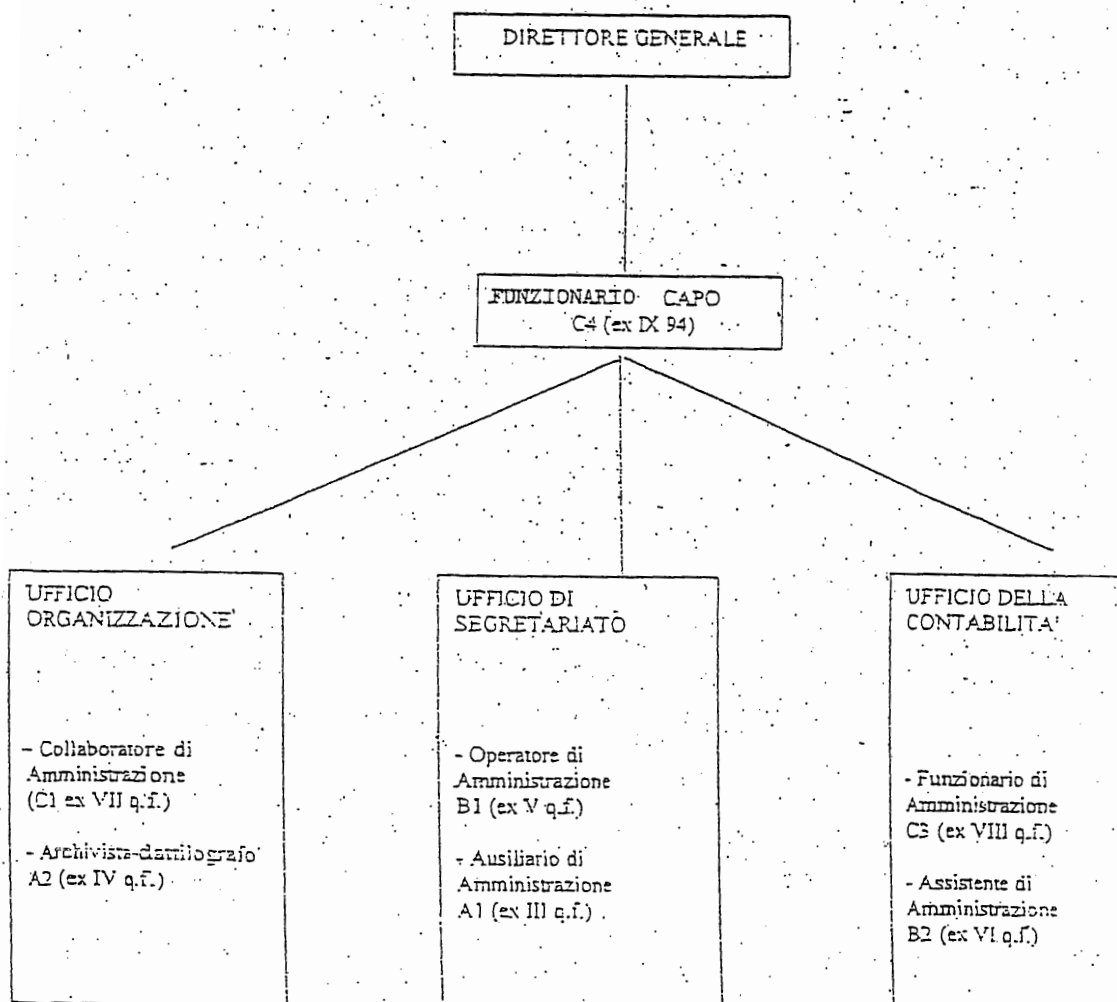 DIRETTORE GENERALE
FUNZIONARIO CAPO
C4 (ex IX 94)
UFFICIO
ORGANIZZAZIONE
- Collaboratore di
Amministrazione
(C1 ex VII q.f.)
- Archivista-dattilografo
A2 (ex IV q.f.)
UFFICIO DI
SEGRETARIATO
- Operatore di
Amministrazione
B1 (ex V q.f.)
- Ausiliario di
Amministrazione
A1 (ex III q.f.)
UFFICIO DELLA
CONTABILITA'
- Funzionario di
Amministrazione
C3 (ex VIII q.f.)
- Assistente di
Amministrazione
B2 (ex VI q.f.)